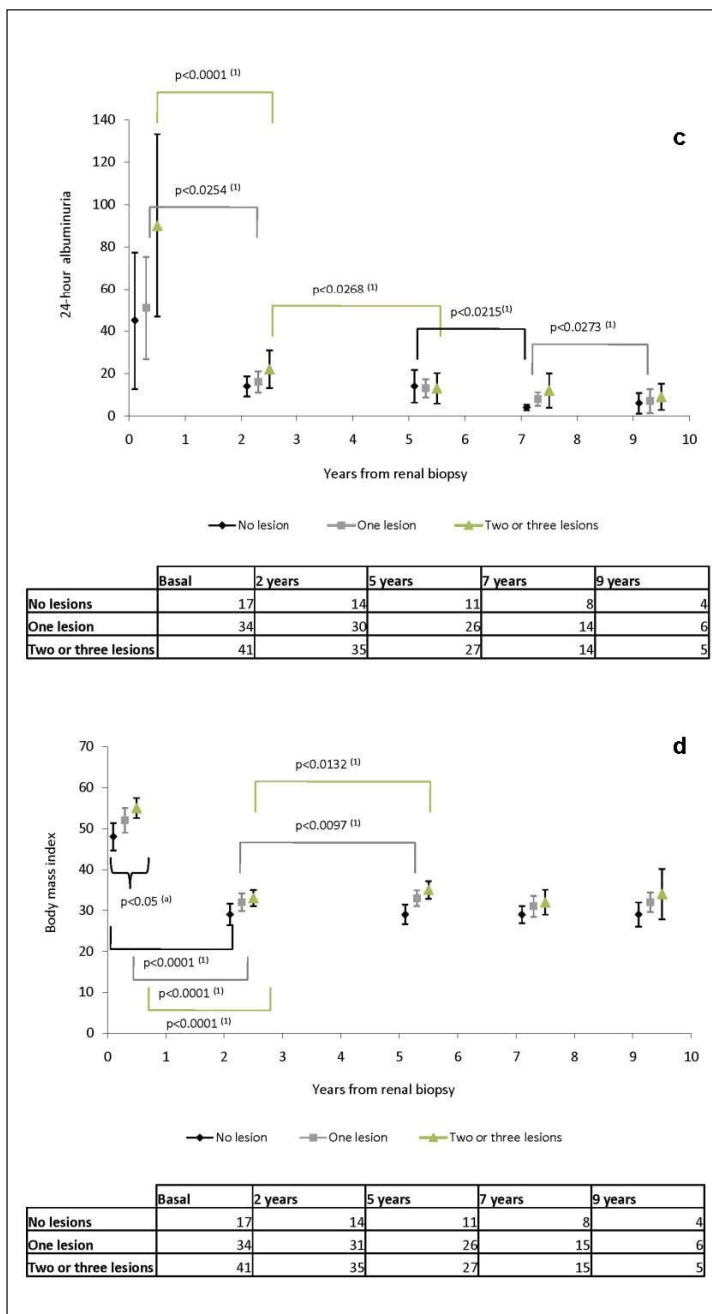 c
p<0.0001 (1)
140
120
100
80
60
40
20
0
24-hour albuminuria
p<0.0254 (1)
p<0.0268 (1)
p<0.0215(1)
p<0.0273 (1)
0 1 2 3 4 5 6 7 8 9 10
Years from renal biopsy
No lesion One lesion Two or three lesions
Basal 2 years 5 years 7 years 9 years
No lesions 17 14 11 8 4
One lesion 34 30 26 14 6
Two or three lesions 41 35 27 14 5
d
70
60
50
40
30
20
10
0
Body mass index
p<0.0132 (1)
p<0.0097 (1)
p<0.05 (a)
p<0.0001 (1)
p<0.0001 (1)
p<0.0001 (1)
0 1 2 3 4 5 6 7 8 9 10
Years from renal biopsy
No lesion One lesion Two or three lesions
Basal 2 years 5 years 7 years 9 years
No lesions 17 14 11 8 4
One lesion 34 31 26 15 6
Two or three lesions 41 35 27 15 5